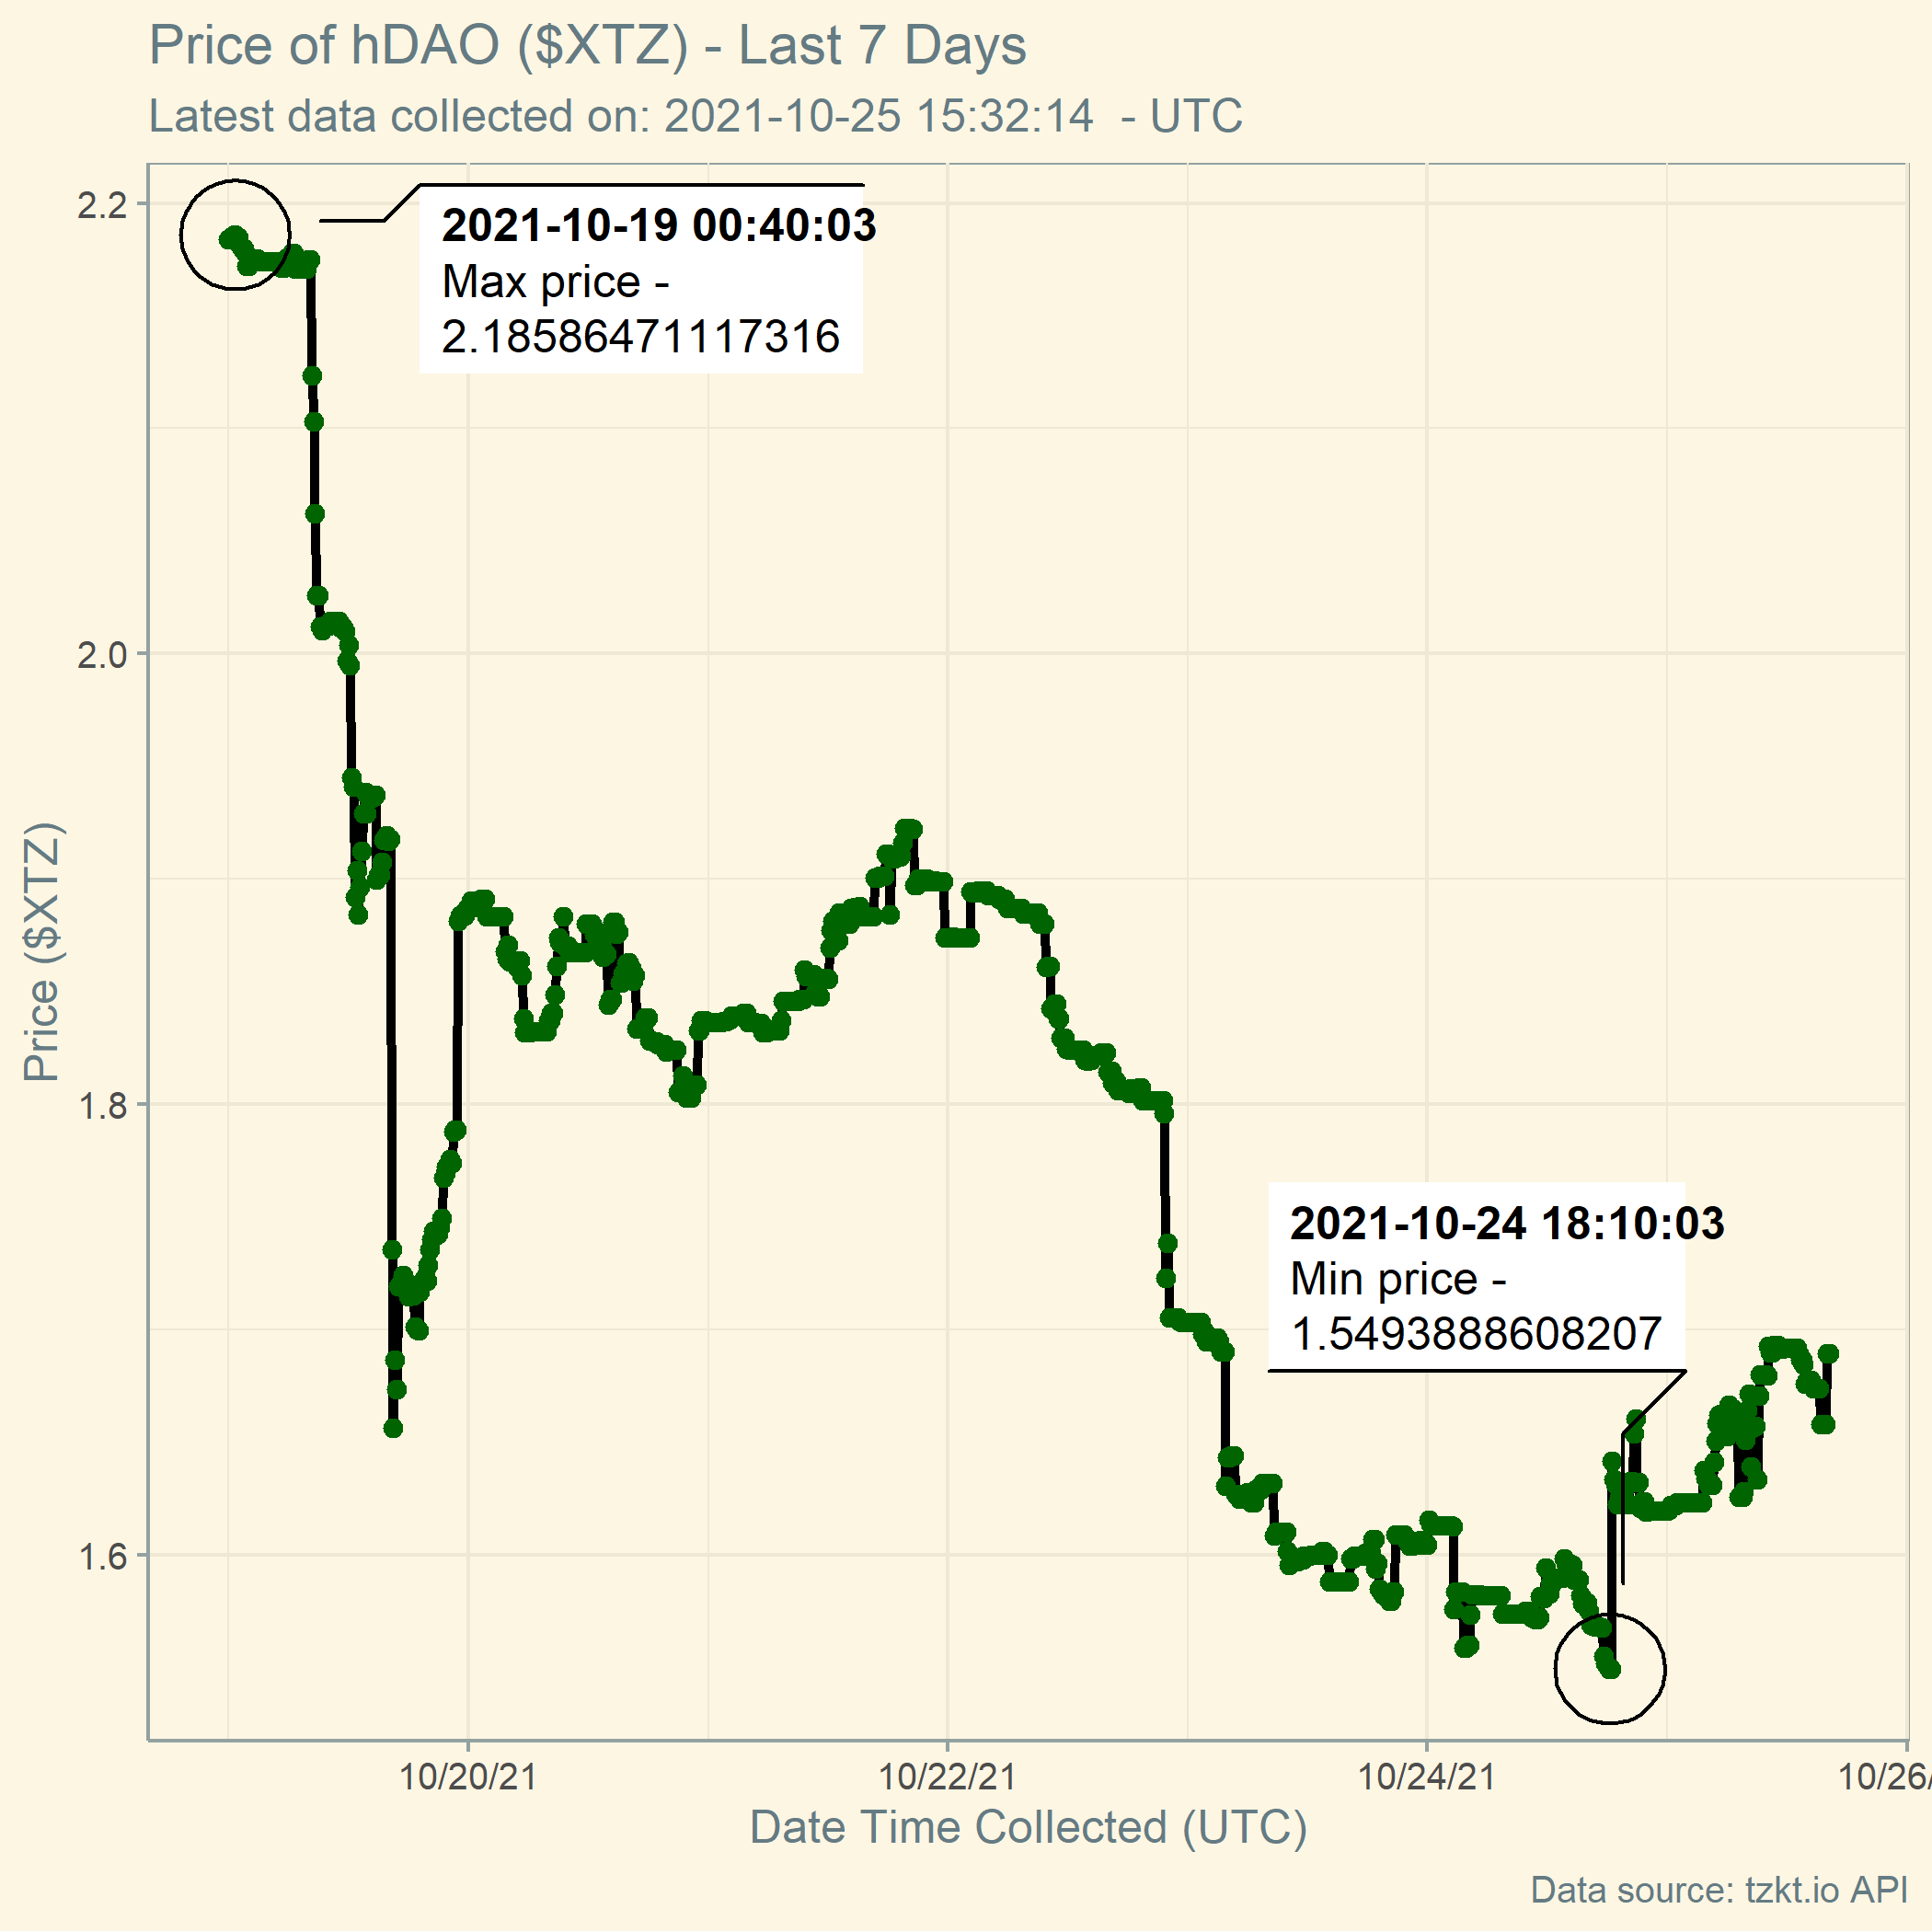 Price of hDAO ($XTZ) - Last 7 Days
Latest data collected on: 2021-10-25 15:32:14 - UTC
2.2
2021-10-19 00:40:03
Max price -
2.18586471117316
2.0
Price ($XTZ)
1.8
2021-10-24 18:10:03
Min price -
1.5493888608207
1.6
10/20/21
10/22/21
10/24/21
10/26/
Date Time Collected (UTC)
Data source: tzkt.io API